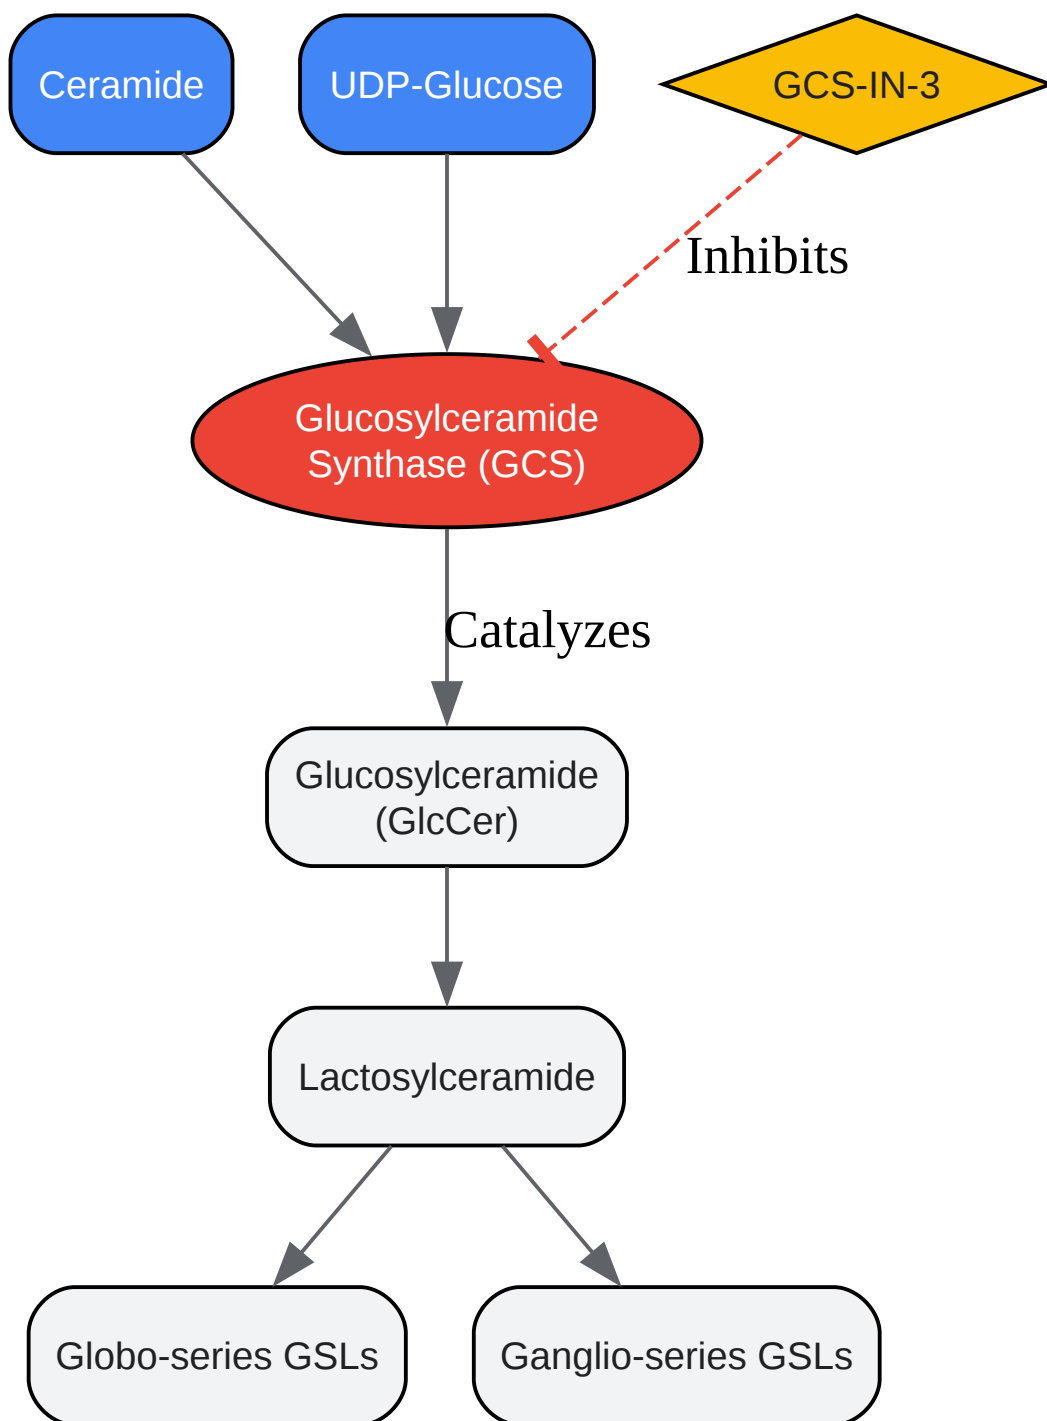 Ceramide
UDP-Glucose
GCS-IN-3
Inhibits
Glucosylceramide
Synthase (GCS)
Catalyzes
Glucosylceramide
(GlcCer)
Lactosylceramide
Globo-series GSLs
Ganglio-series GSLs